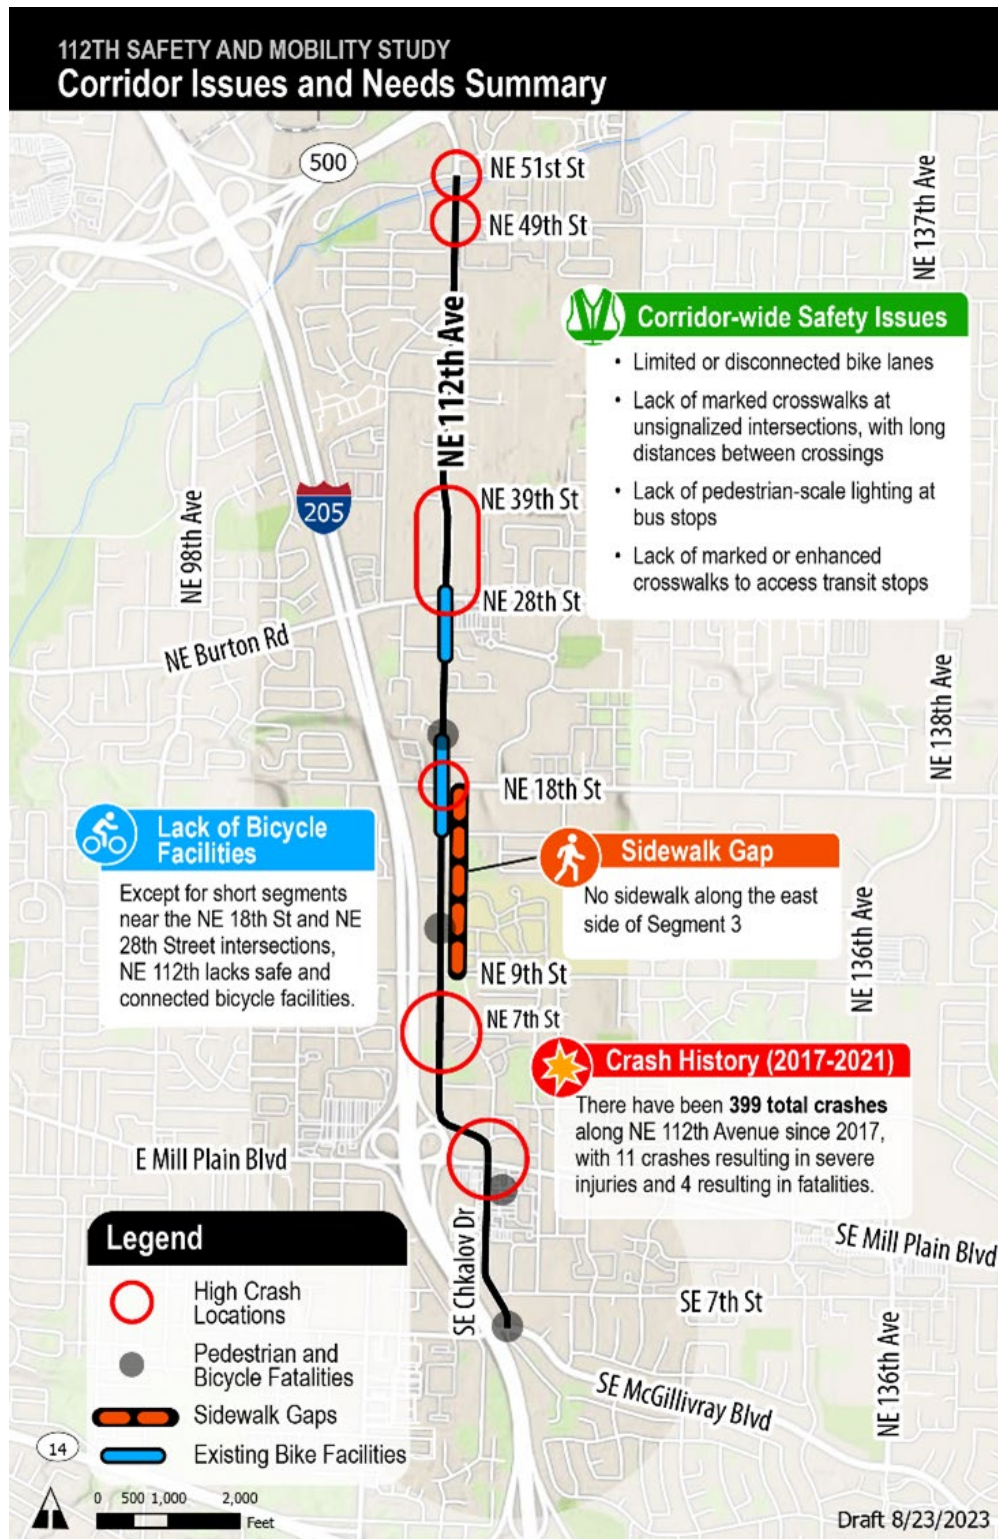 112TH SAFETY AND MOBILITY STUDY
Corridor Issues and Needs Summary
500
NE 51st St
NE 49th St
NE 137th Ave
NE 112th Ave
Corridor-wide Safety Issues
• Limited or disconnected bike lanes
• Lack of marked crosswalks at
unsignalized intersections, with long
distances between crossings
• Lack of pedestrian-scale lighting at
bus stops
• Lack of marked or enhanced
crosswalks to access transit stops
NE 39th St
205
NE 98th Ave
NE 28th St
NE Burton Rd
NE 138th Ave
NE 18th St
Lack of Bicycle
Facilities
Except for short segments
near the NE 18th St and NE
28th Street intersections,
NE 112th lacks safe and
connected bicycle facilities.
Sidewalk Gap
No sidewalk along the east
side of Segment 3
NE 136th Ave
NE 9th St
NE 7th St
Crash History (2017-2021)
There have been 399 total crashes
along NE 112th Avenue since 2017,
with 11 crashes resulting in severe
injuries and 4 resulting in fatalities.
E Mill Plain Blvd
SE Chkalov Dr
SE Mill Plain Blvd
SE 7th St
NE 136th Ave
SE McGillivray Blvd
Legend
High Crash
Locations
Pedestrian and
Bicycle Fatalities
Sidewalk Gaps
Existing Bike Facilities
14
0 500 1,000 2,000
Feet
Draft 8/23/2023